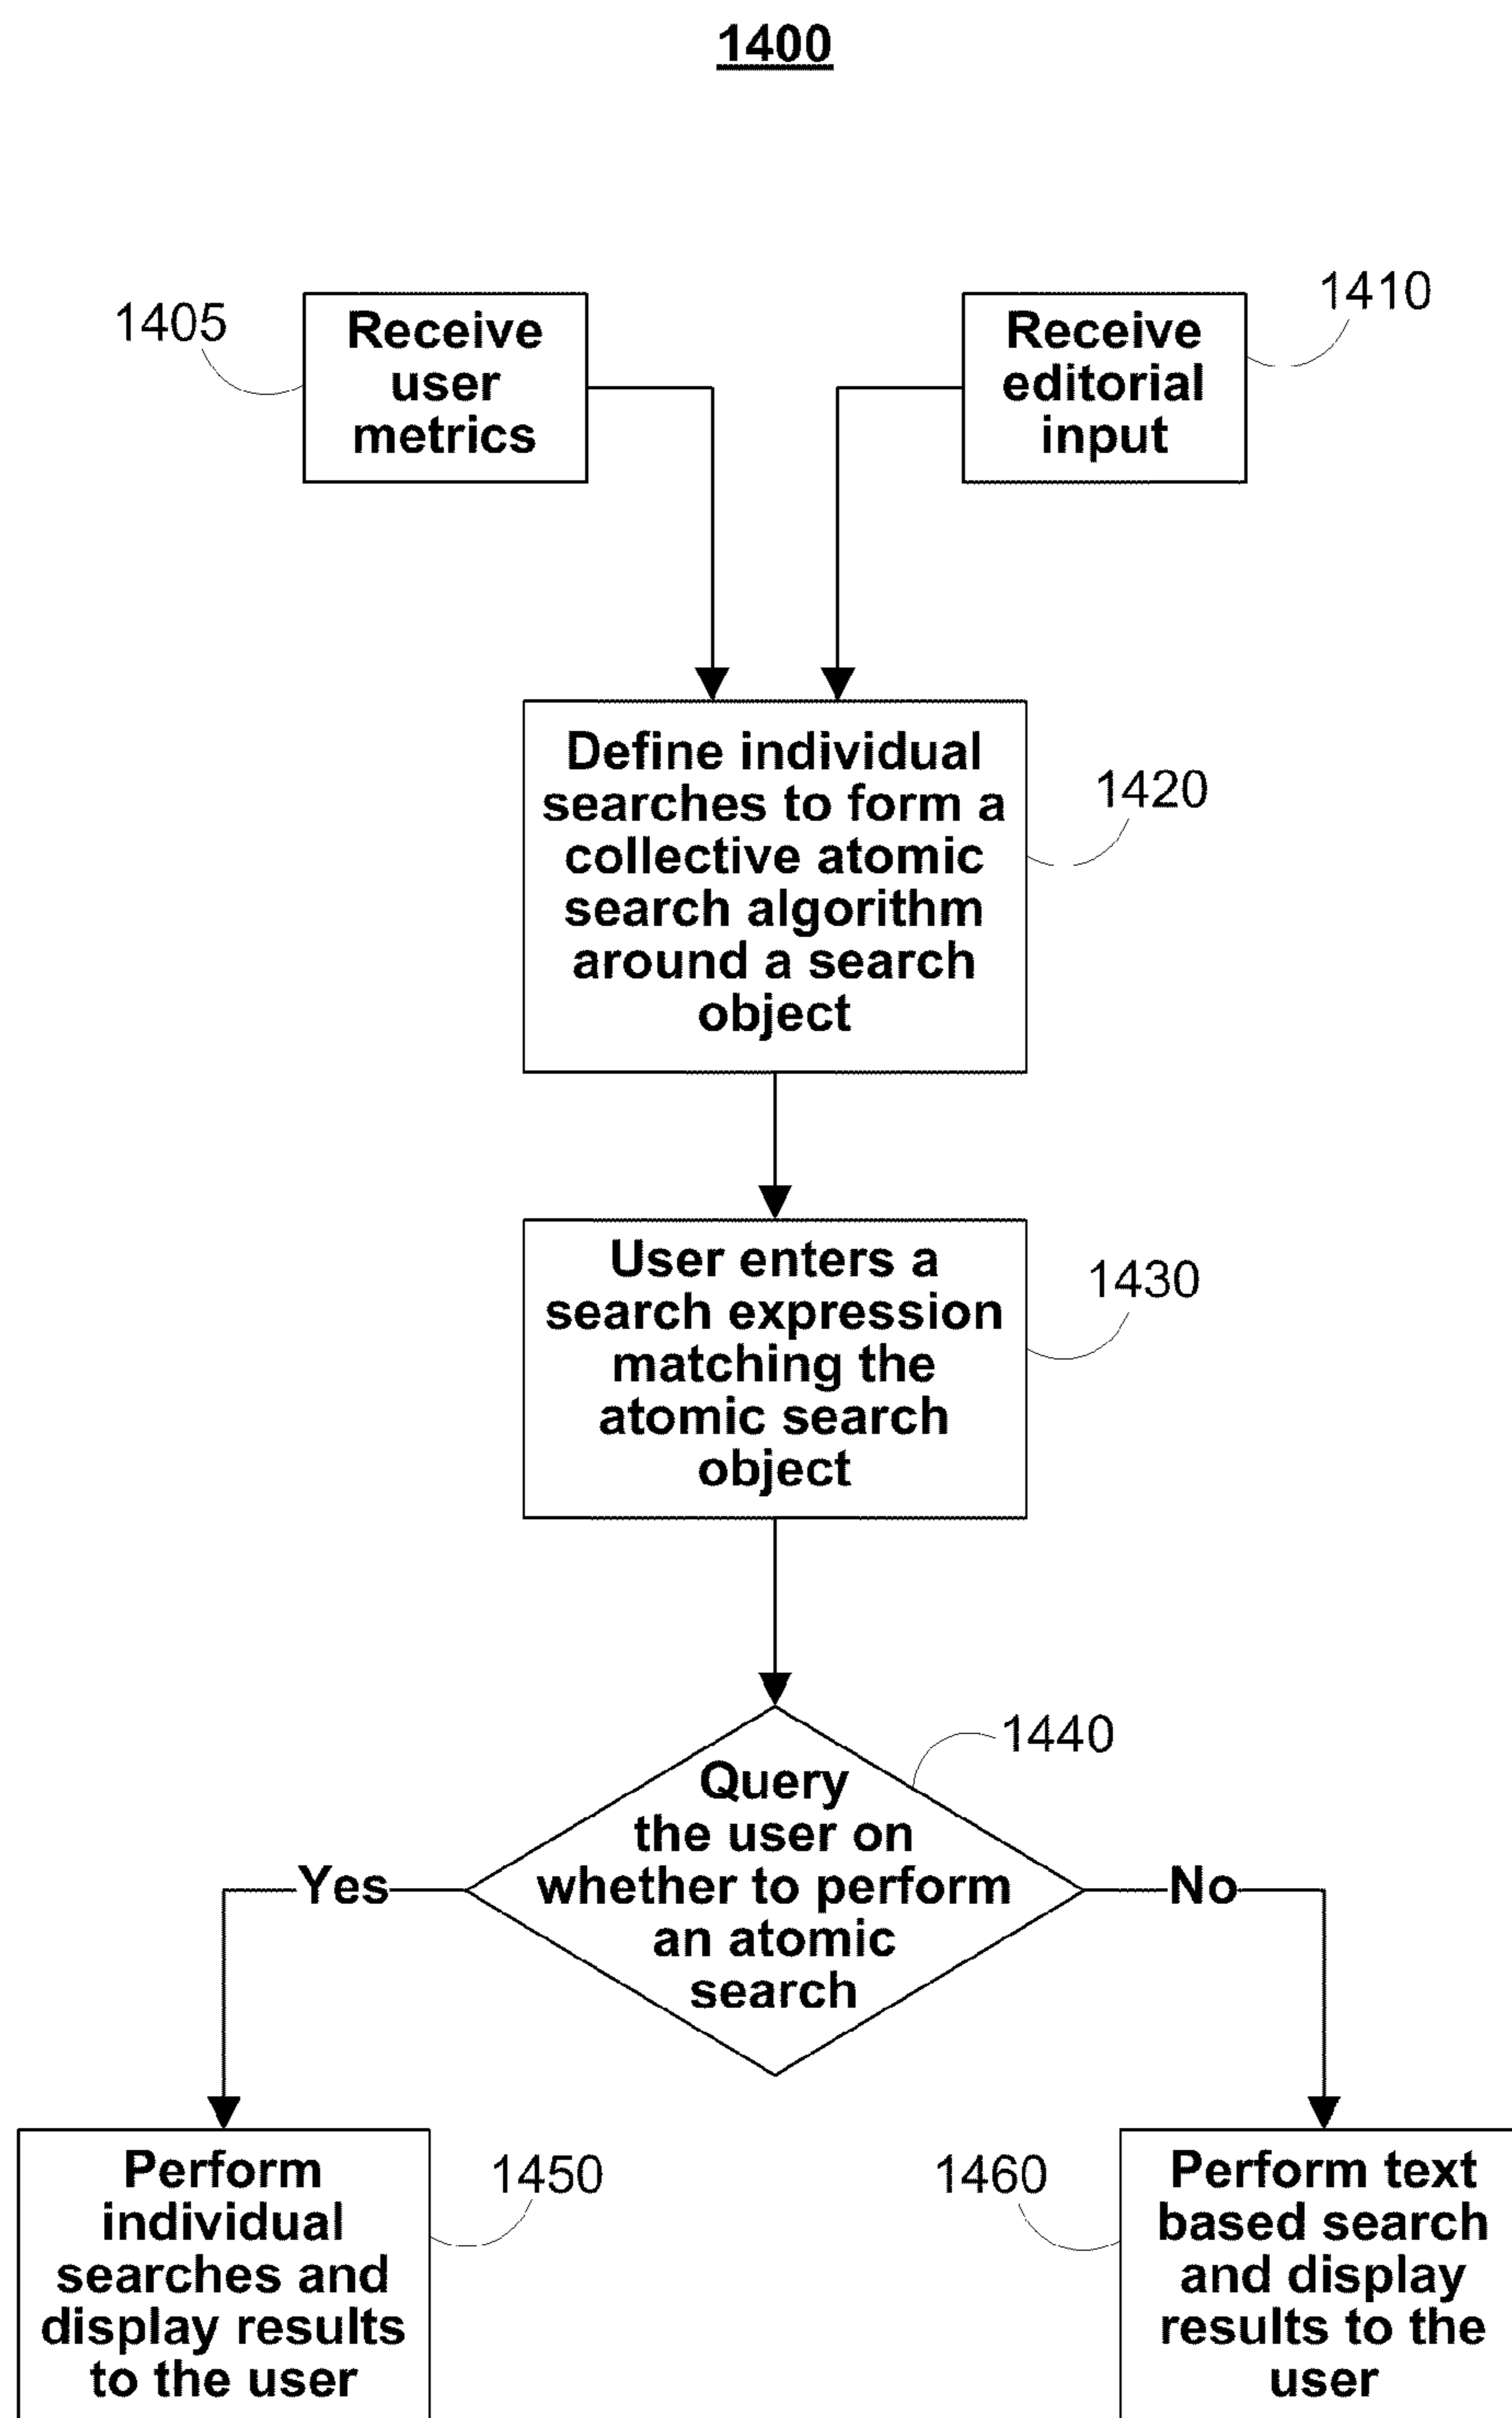 1400
1405
Receive
user
metrics
1410
Receive
editorial
input
Define individual
searches to form a
collective atomic
search algorithm
around a search
object
1420
User enters a
search expression
matching the
atomic search
object
1430
1440
Query
the user on
whether to perform
an atomic
search
Yes
No
Perform
individual
searches and
display results
to the user
1450
1460
Perform text
based search
and display
results to the
user